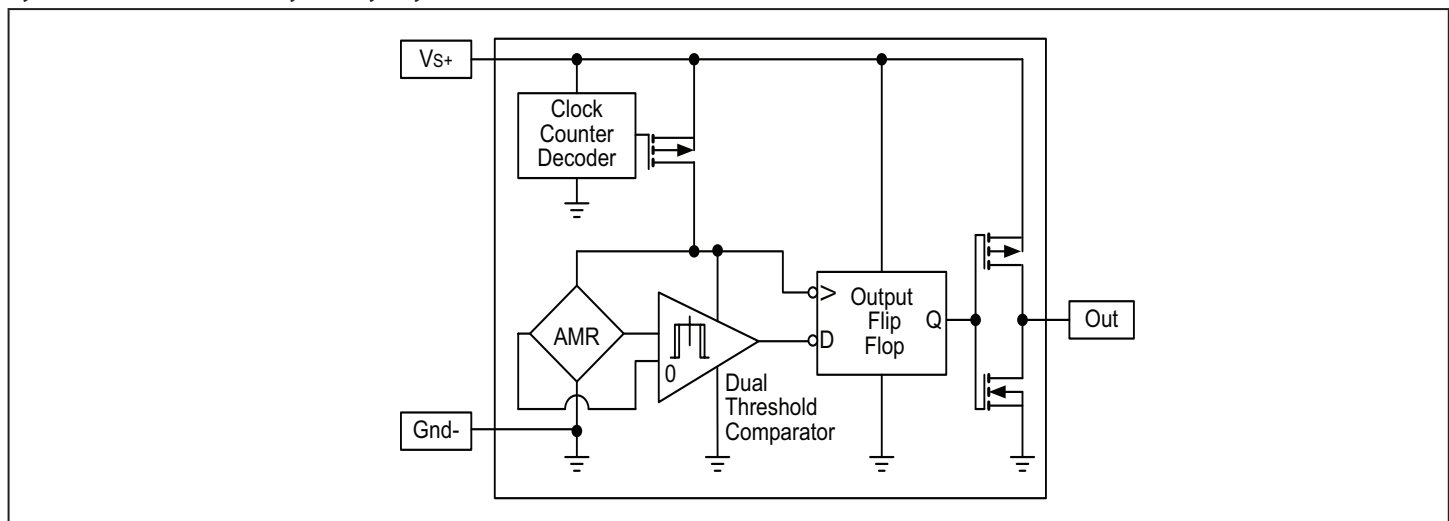 Vs+
Clock
Counter
Decoder
AMR
0
Dual
Threshold
Comparator
>
D
Output
Flip
Flop
Q
Out
Gnd-